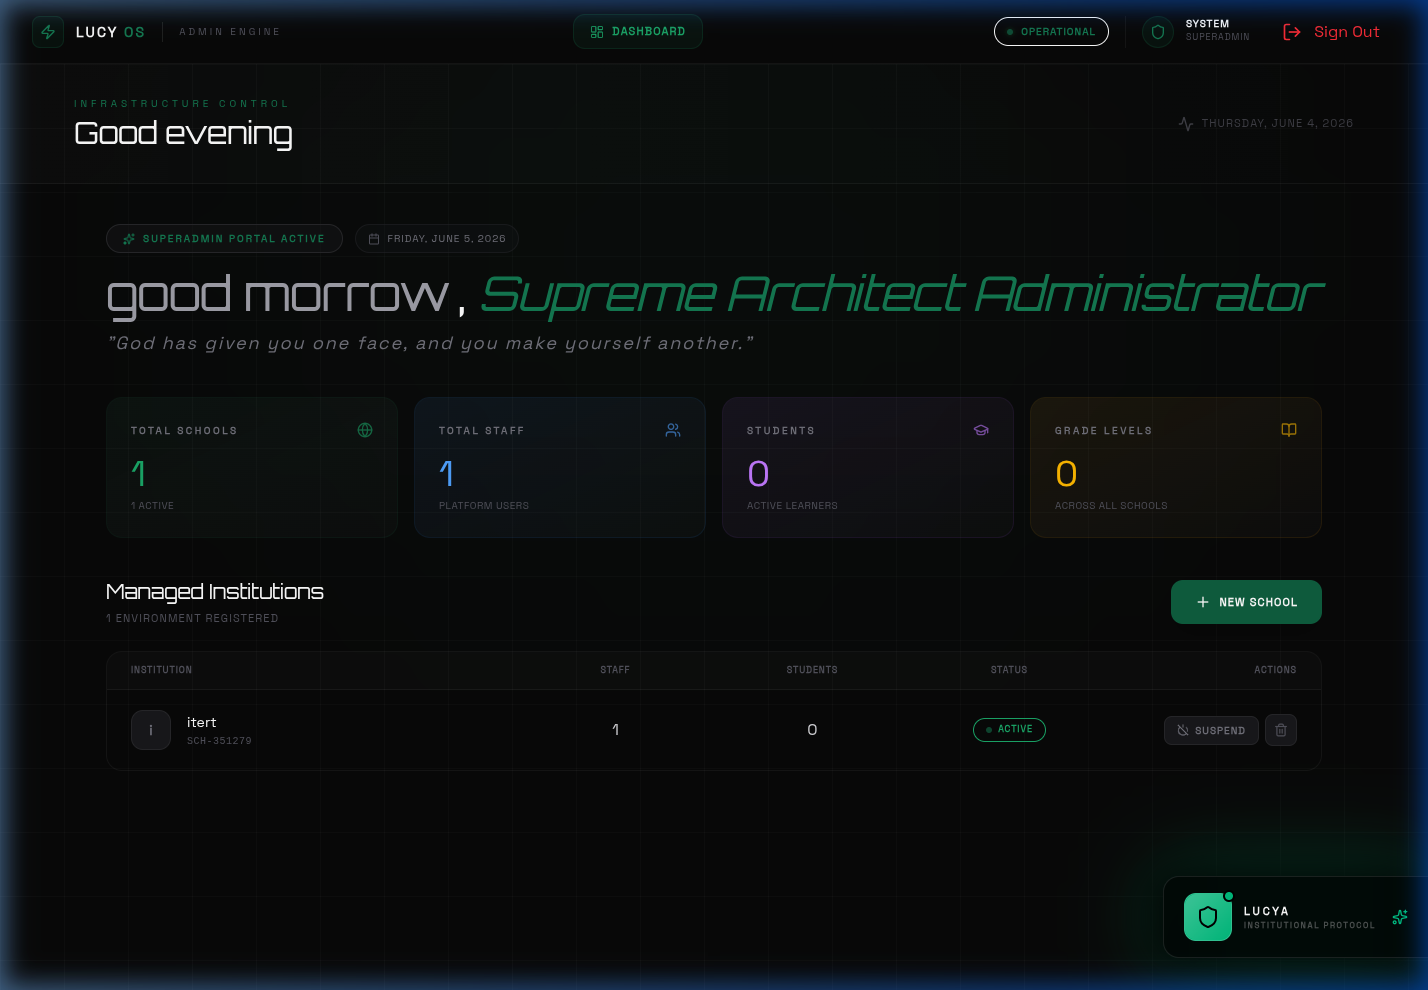 LUCY OS ADMIN ENGINE DASHBOARD OPERATIONAL SYSTEM SUPERADMIN Sign Out
INFRASTRUCTURE CONTROL
Good evening
THURSDAY, JUNE 4, 2026
SUPERADMIN PORTAL ACTIVE FRIDAY, JUNE 5, 2026
good morrow, Supreme Architect Administrator
"God has given you one face, and you make yourself another."
TOTAL SCHOOLS TOTAL STAFF STUDENTS GRADE LEVELS
1 1 0 0
1 ACTIVE PLATFORM USERS ACTIVE LEARNERS ACROSS ALL SCHOOLS
Managed Institutions
1 ENVIRONMENT REGISTERED
NEW SCHOOL
INSTITUTION STAFF STUDENTS STATUS ACTIONS
i itert 1 0 ACTIVE SUSPEND
SCH-351279
LUCYA
INSTITUTIONAL PROTOCOL